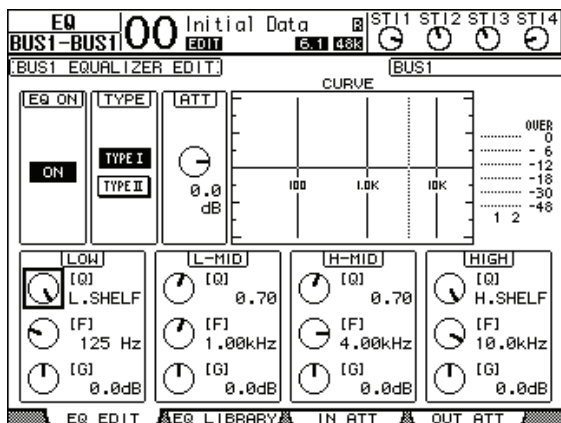 EQ
BUS1-BUS1
00 Initial Data
EDIT
6.1 48K
STI1 STI2 STI3 STI4
BUS1 EQUALIZER EDIT
BUS1
EQ ON
TYPE
ATT
CURVE
ON
TYPE I
TYPE II
0.0
dB
100 1.0K 10K
OVER
0
- 6
-12
-18
-30
-48
1 2
LOW
[Q]
L.SHELF
[F]
125 Hz
[G]
0.0dB
L-MID
[Q]
0.70
[F]
1.00kHz
[G]
0.0dB
H-MID
[Q]
0.70
[F]
4.00kHz
[G]
0.0dB
HIGH
[Q]
H.SHELF
[F]
10.0kHz
[G]
0.0dB
EQ EDIT EQ LIBRARY IN ATT OUT ATT